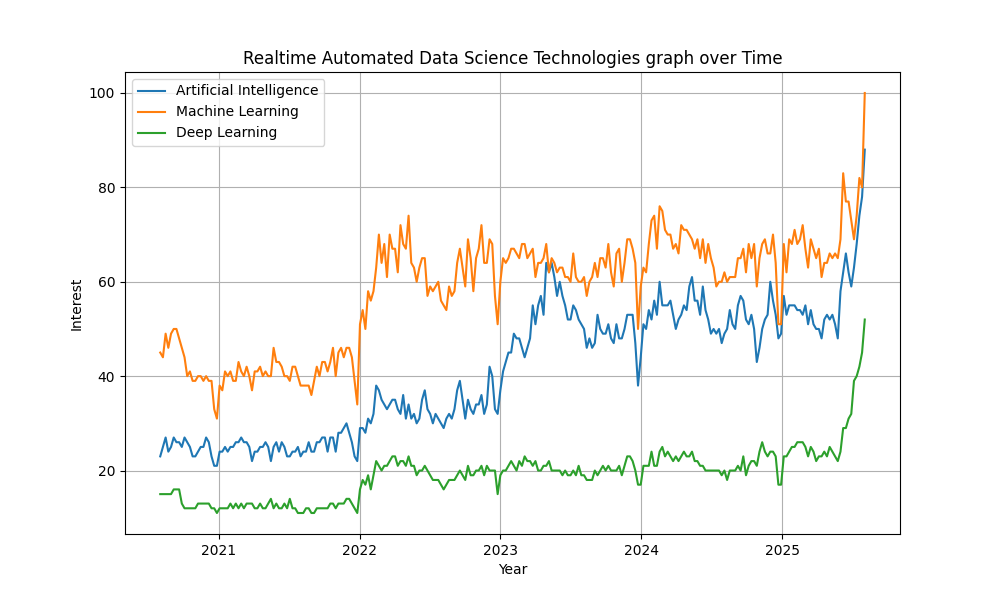 Realtime Automated Data Science Technologies graph over Time
Artificial Intelligence
Machine Learning
Deep Learning
100
80
60
40
20
Interest
2021 2022 2023 2024 2025
Year